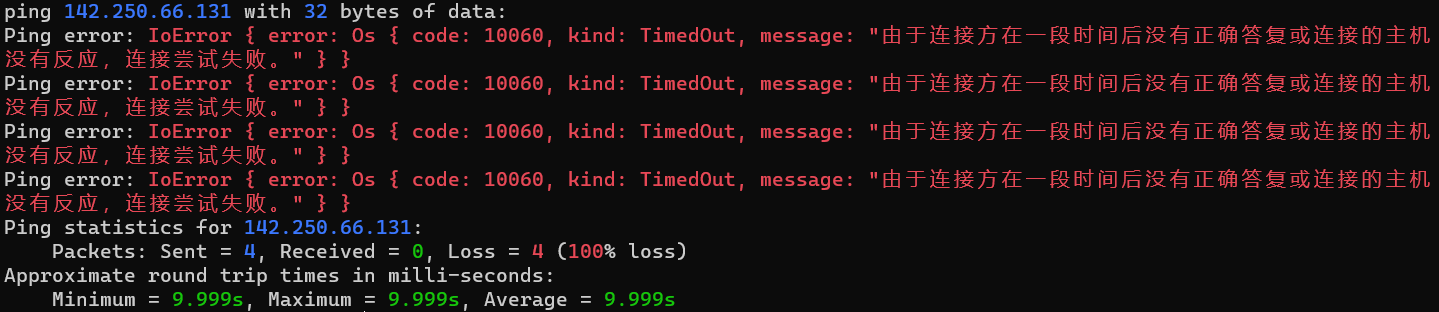 ping 142.250.66.131 with 32 bytes of data:
Ping error: IoError { error: Os { code: 10060, kind: TimedOut, message: "由于连接方在一段时间后没有正确答复或连接的主机
没有反应，连接尝试失败。" } }
Ping error: IoError { error: Os { code: 10060, kind: TimedOut, message: "由于连接方在一段时间后没有正确答复或连接的主机
没有反应，连接尝试失败。" } }
Ping error: IoError { error: Os { code: 10060, kind: TimedOut, message: "由于连接方在一段时间后没有正确答复或连接的主机
没有反应，连接尝试失败。" } }
Ping error: IoError { error: Os { code: 10060, kind: TimedOut, message: "由于连接方在一段时间后没有正确答复或连接的主机
没有反应，连接尝试失败。" } }
Ping statistics for 142.250.66.131:
    Packets: Sent = 4, Received = 0, Loss = 4 (100% loss)
Approximate round trip times in milli-seconds:
    Minimum = 9.999s, Maximum = 9.999s, Average = 9.999s